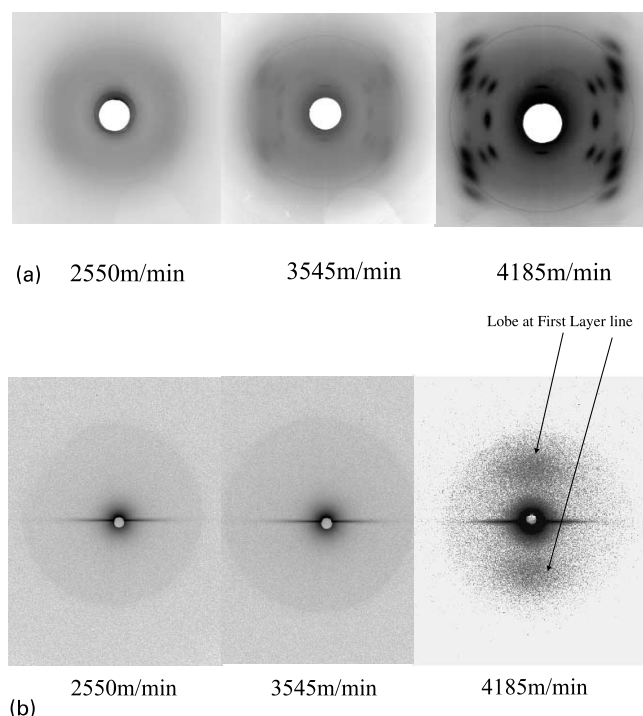 (a) 2550m/min 3545m/min 4185m/min
Lobe at First Layer line
2550m/min 3545m/min 4185m/min
(b)